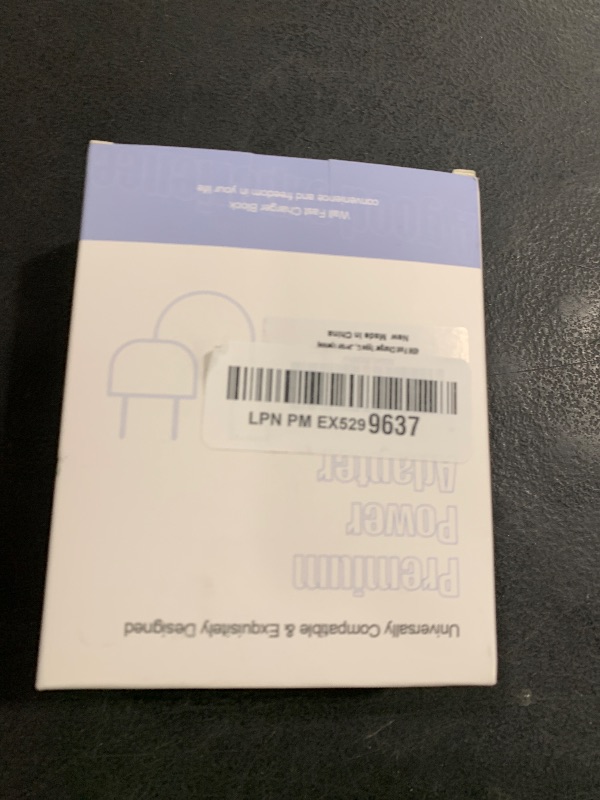 Universally Compatible & Exquisitely Designed
Premium
Power
Adapter
LPN PM EX5299637
New Made in China
Wall Fast Charger Block
convenience and freedom in your life